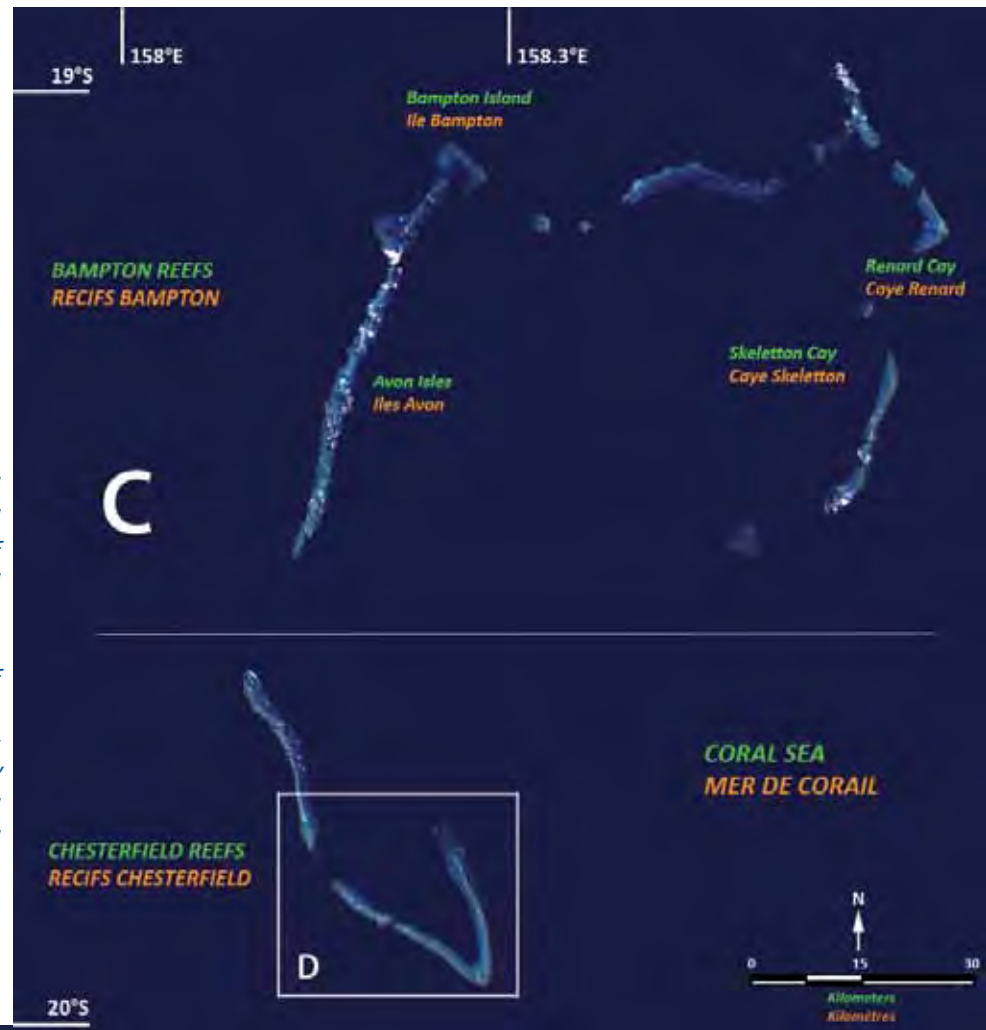 158°E
158.3°E
19°S
Bampton Island
Ile Bampton
BAMPTON REEFS
RECIFS BAMPTON
Renard Cay
Caye Renard
Skeletton Cay
Caye Skeletton
Avon Isles
Iles Avon
C
CORAL SEA
MER DE CORAIL
CHESTERFIELD REEFS
RECIFS CHESTERFIELD
D
N
0 15 30
Kilometers
Kilomètres
20°S